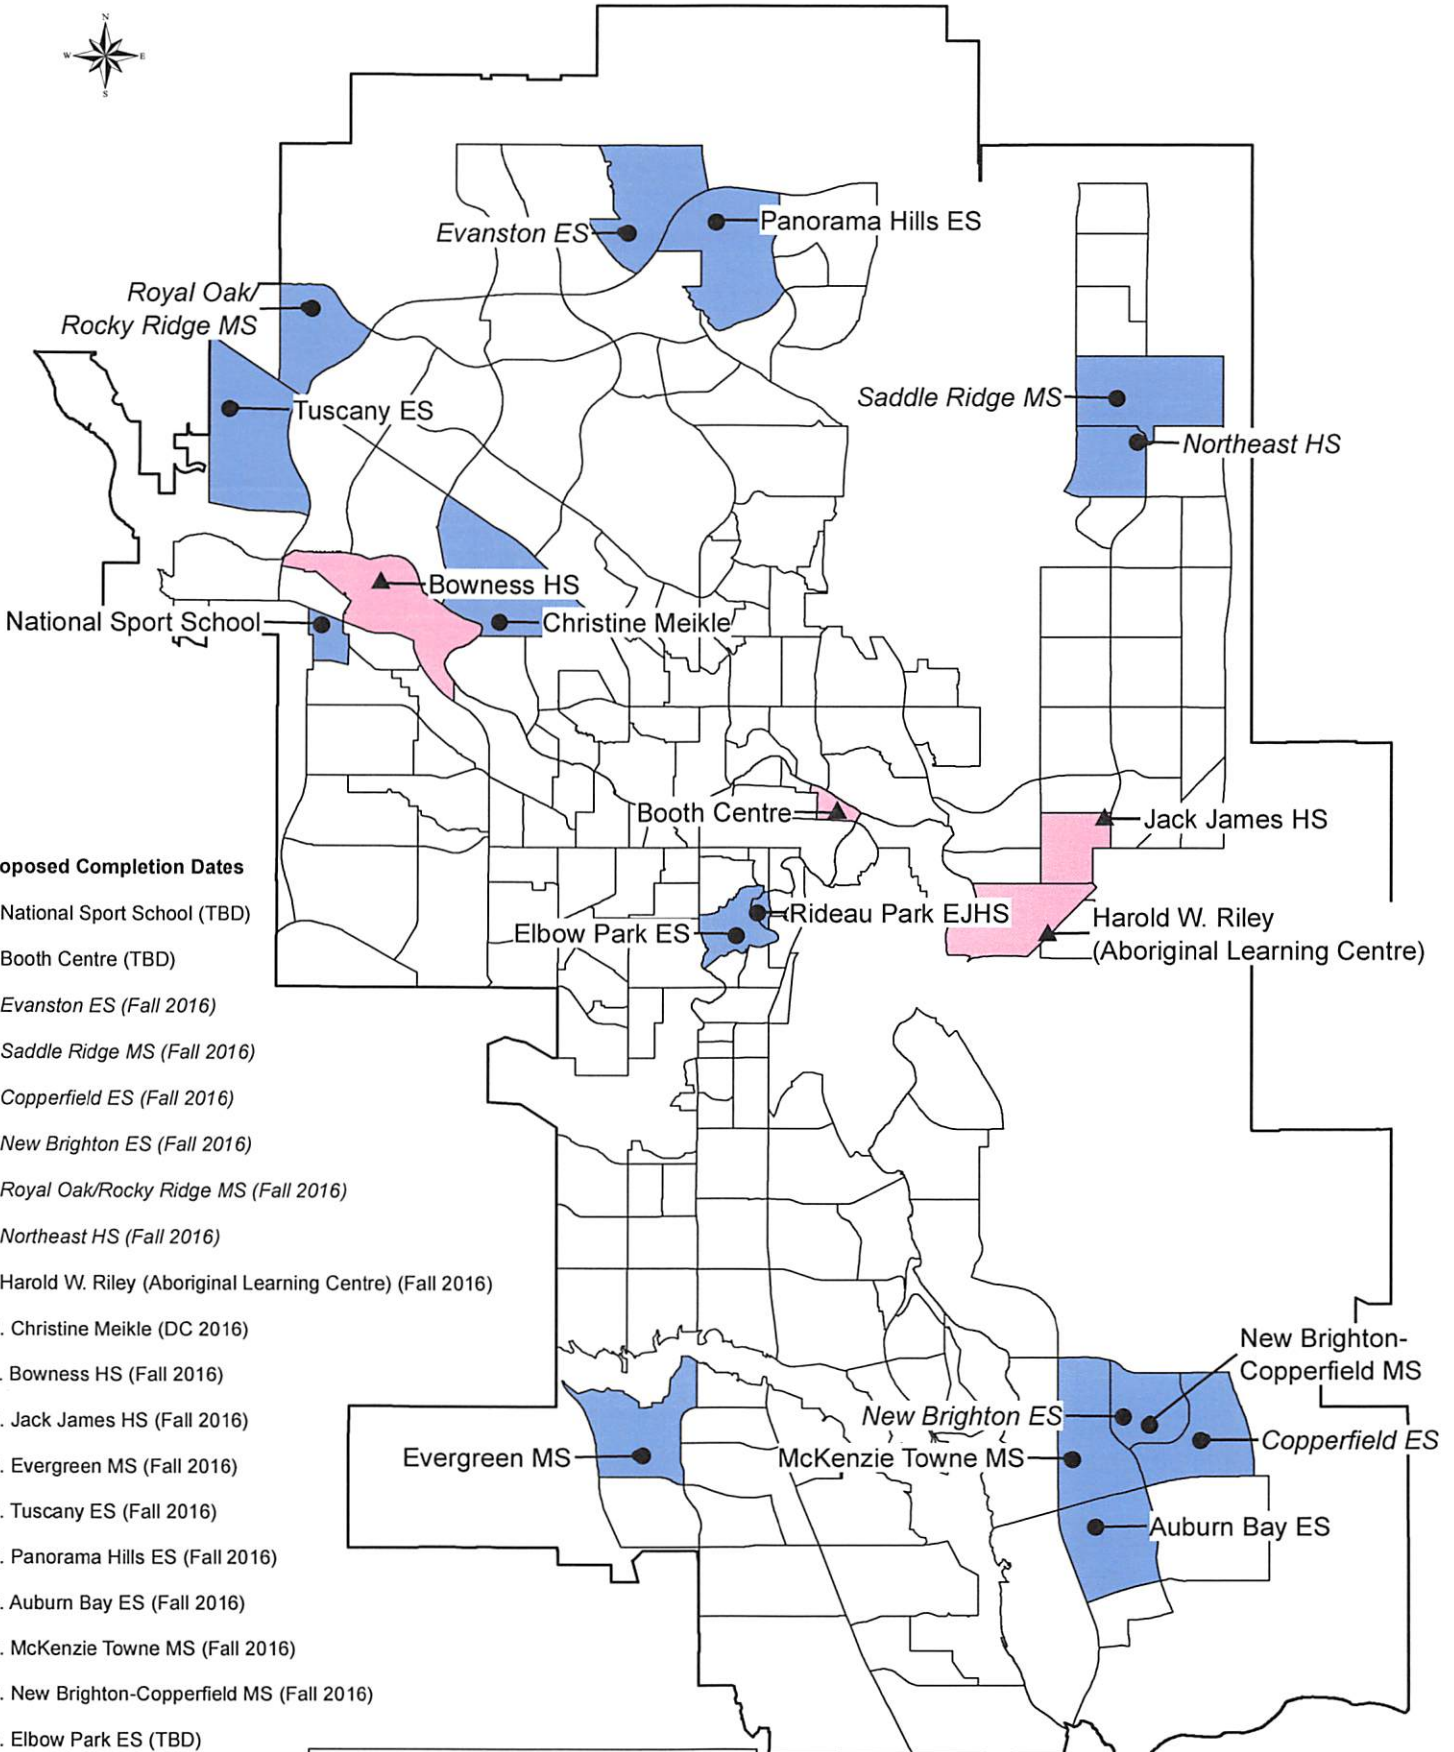 N
W E
S
Evanston ES
Panorama Hills ES
Royal Oak/
Rocky Ridge MS
Tuscany ES
Saddle Ridge MS
Northeast HS
Bowness HS
National Sport School
Christine Meikle
Booth Centre
Jack James HS
Rideau Park EJHS
Elbow Park ES
Harold W. Riley
(Aboriginal Learning Centre)
oposed Completion Dates
National Sport School (TBD)
Booth Centre (TBD)
Evanston ES (Fall 2016)
Saddle Ridge MS (Fall 2016)
Copperfield ES (Fall 2016)
New Brighton ES (Fall 2016)
Royal Oak/Rocky Ridge MS (Fall 2016)
Northeast HS (Fall 2016)
Harold W. Riley (Aboriginal Learning Centre) (Fall 2016)
. Christine Meikle (DC 2016)
. Bowness HS (Fall 2016)
. Jack James HS (Fall 2016)
. Evergreen MS (Fall 2016)
. Tuscany ES (Fall 2016)
. Panorama Hills ES (Fall 2016)
. Auburn Bay ES (Fall 2016)
. McKenzie Towne MS (Fall 2016)
. New Brighton-Copperfield MS (Fall 2016)
. Elbow Park ES (TBD)
New Brighton-
Copperfield MS
New Brighton ES
Copperfield ES
Evergreen MS
McKenzie Towne MS
Auburn Bay ES